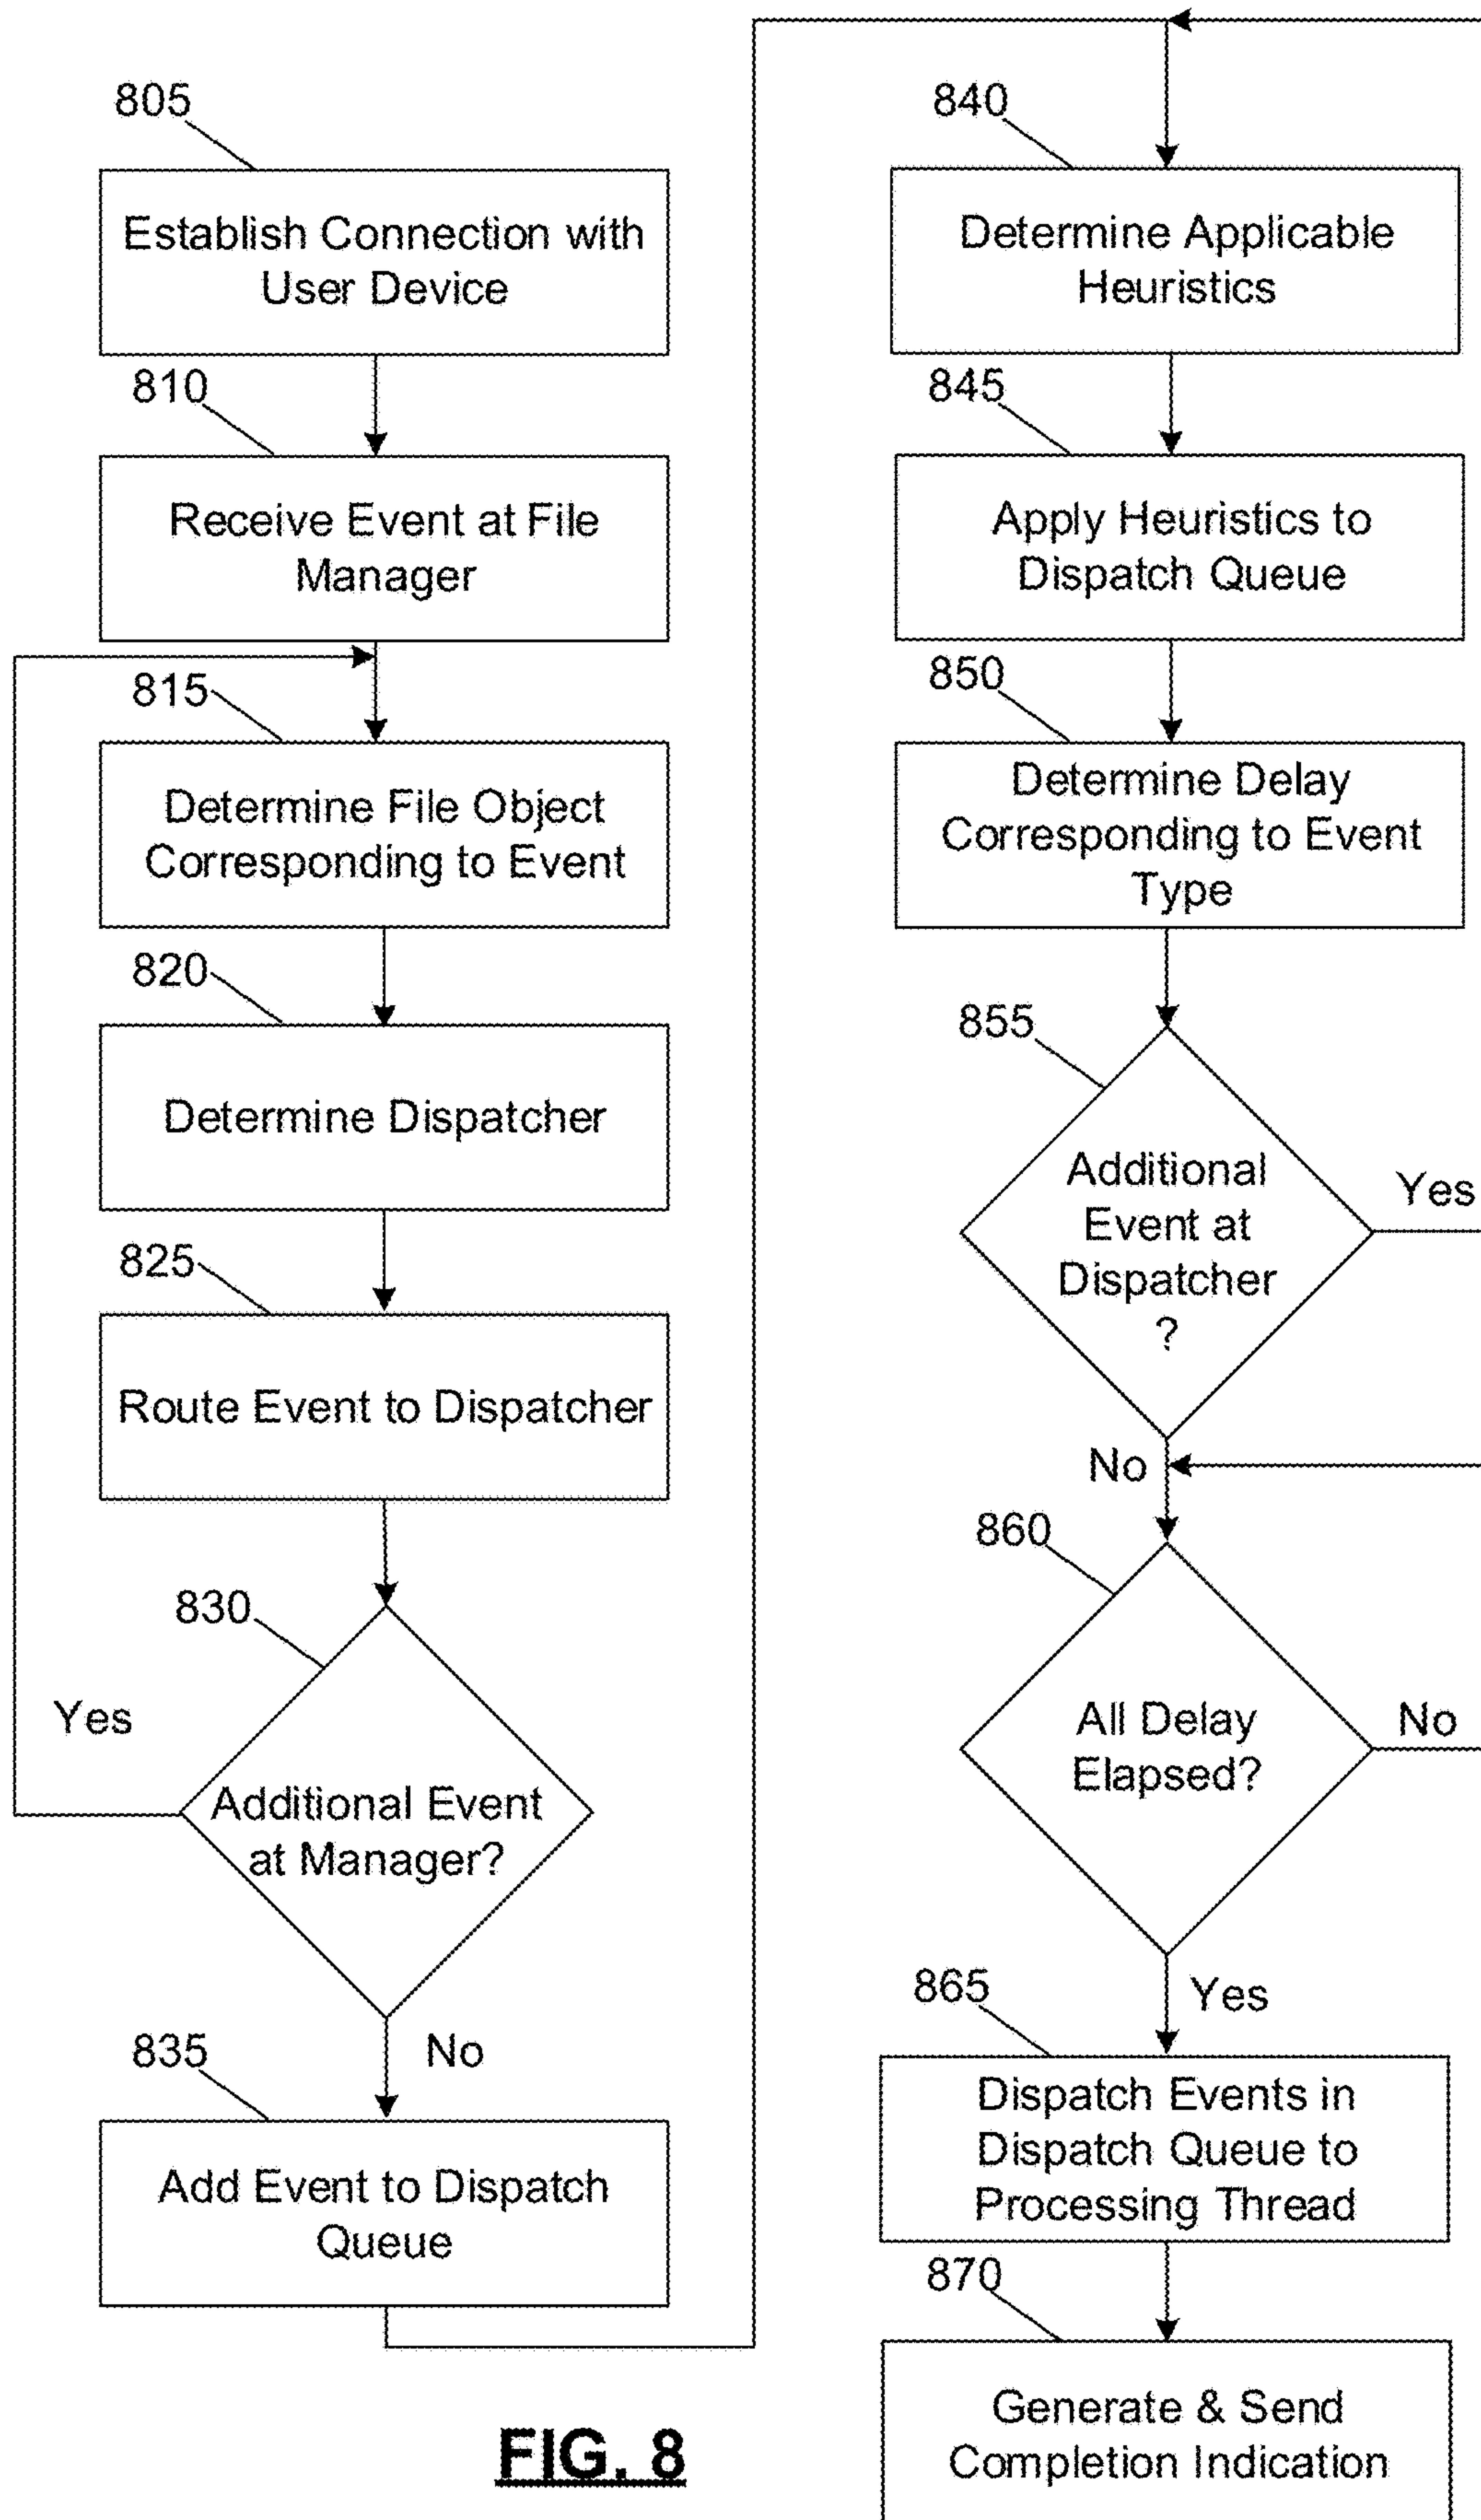 805
Establish Connection with
User Device
810
Receive Event at File
Manager
815
Determine File Object
Corresponding to Event
820
Determine Dispatcher
825
Route Event to Dispatcher
830
Yes
Additional Event
at Manager?
No
835
Add Event to Dispatch
Queue
840
Determine Applicable
Heuristics
845
Apply Heuristics to
Dispatch Queue
850
Determine Delay
Corresponding to Event
Type
855
Additional
Event at
Dispatcher
?
Yes
No
860
All Delay
Elapsed?
No
Yes
865
Dispatch Events in
Dispatch Queue to
Processing Thread
870
Generate & Send
Completion Indication
FIG. 8